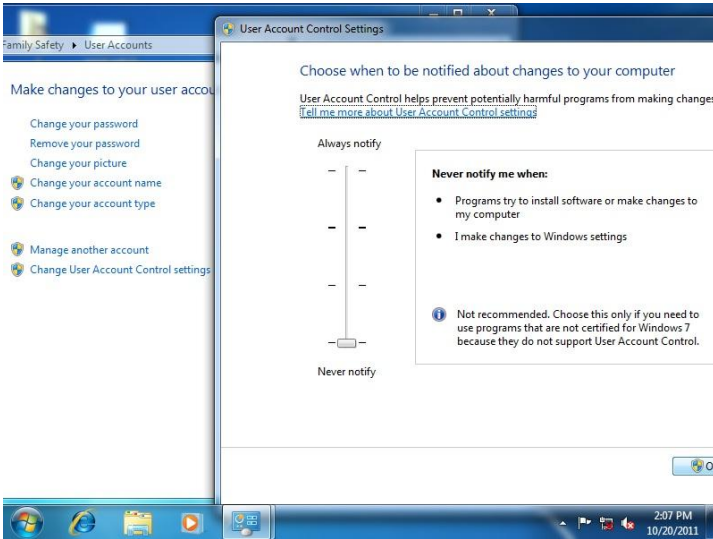 User Account Control Settings
Family Safety ▸ User Accounts
Make changes to your user accou
Change your password
Remove your password
Change your picture
Change your account name
Change your account type
Manage another account
Change User Account Control settings
Choose when to be notified about changes to your computer
User Account Control helps prevent potentially harmful programs from making changes
Tell me more about User Account Control settings
Always notify
Never notify me when:
• Programs try to install software or make changes to
my computer
• I make changes to Windows settings
Not recommended. Choose this only if you need to
use programs that are not certified for Windows 7
because they do not support User Account Control.
Never notify
O
2:07 PM
10/20/2011